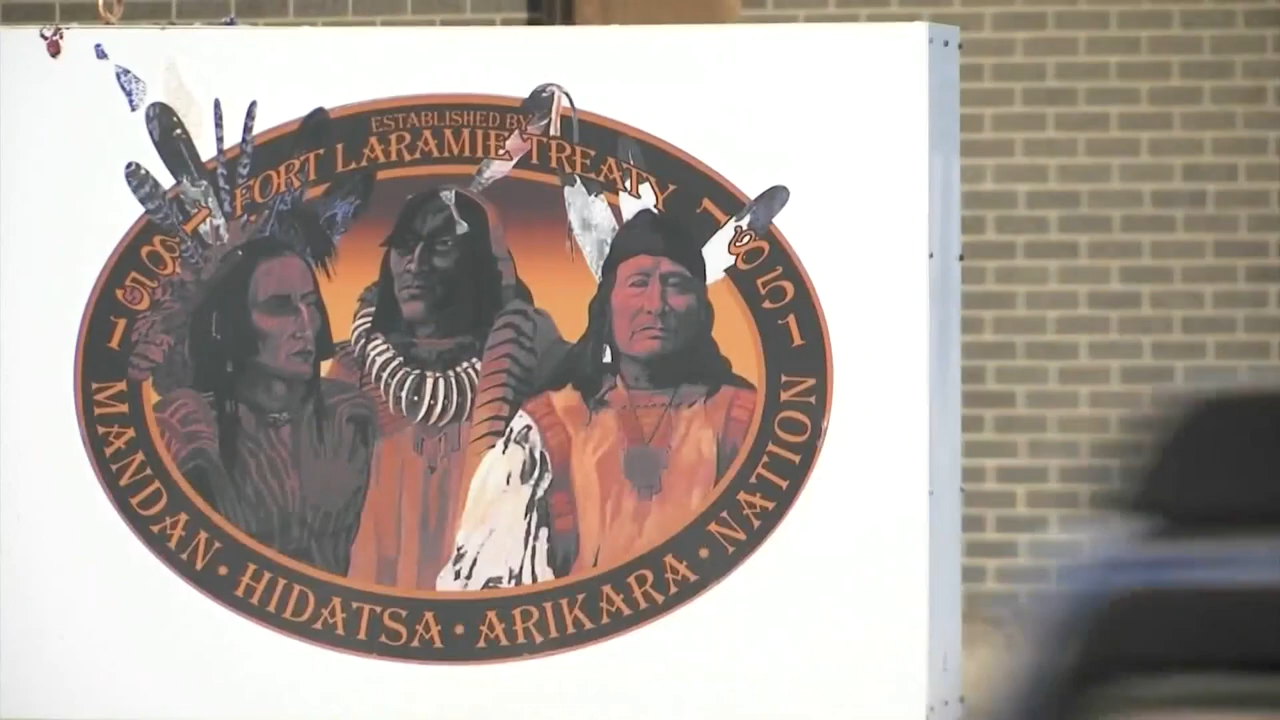 ESTABLISHED BY
1851 FORT LARAMIE TREATY 1851
MANDAN · HIDATSA · ARIKARA · NATION